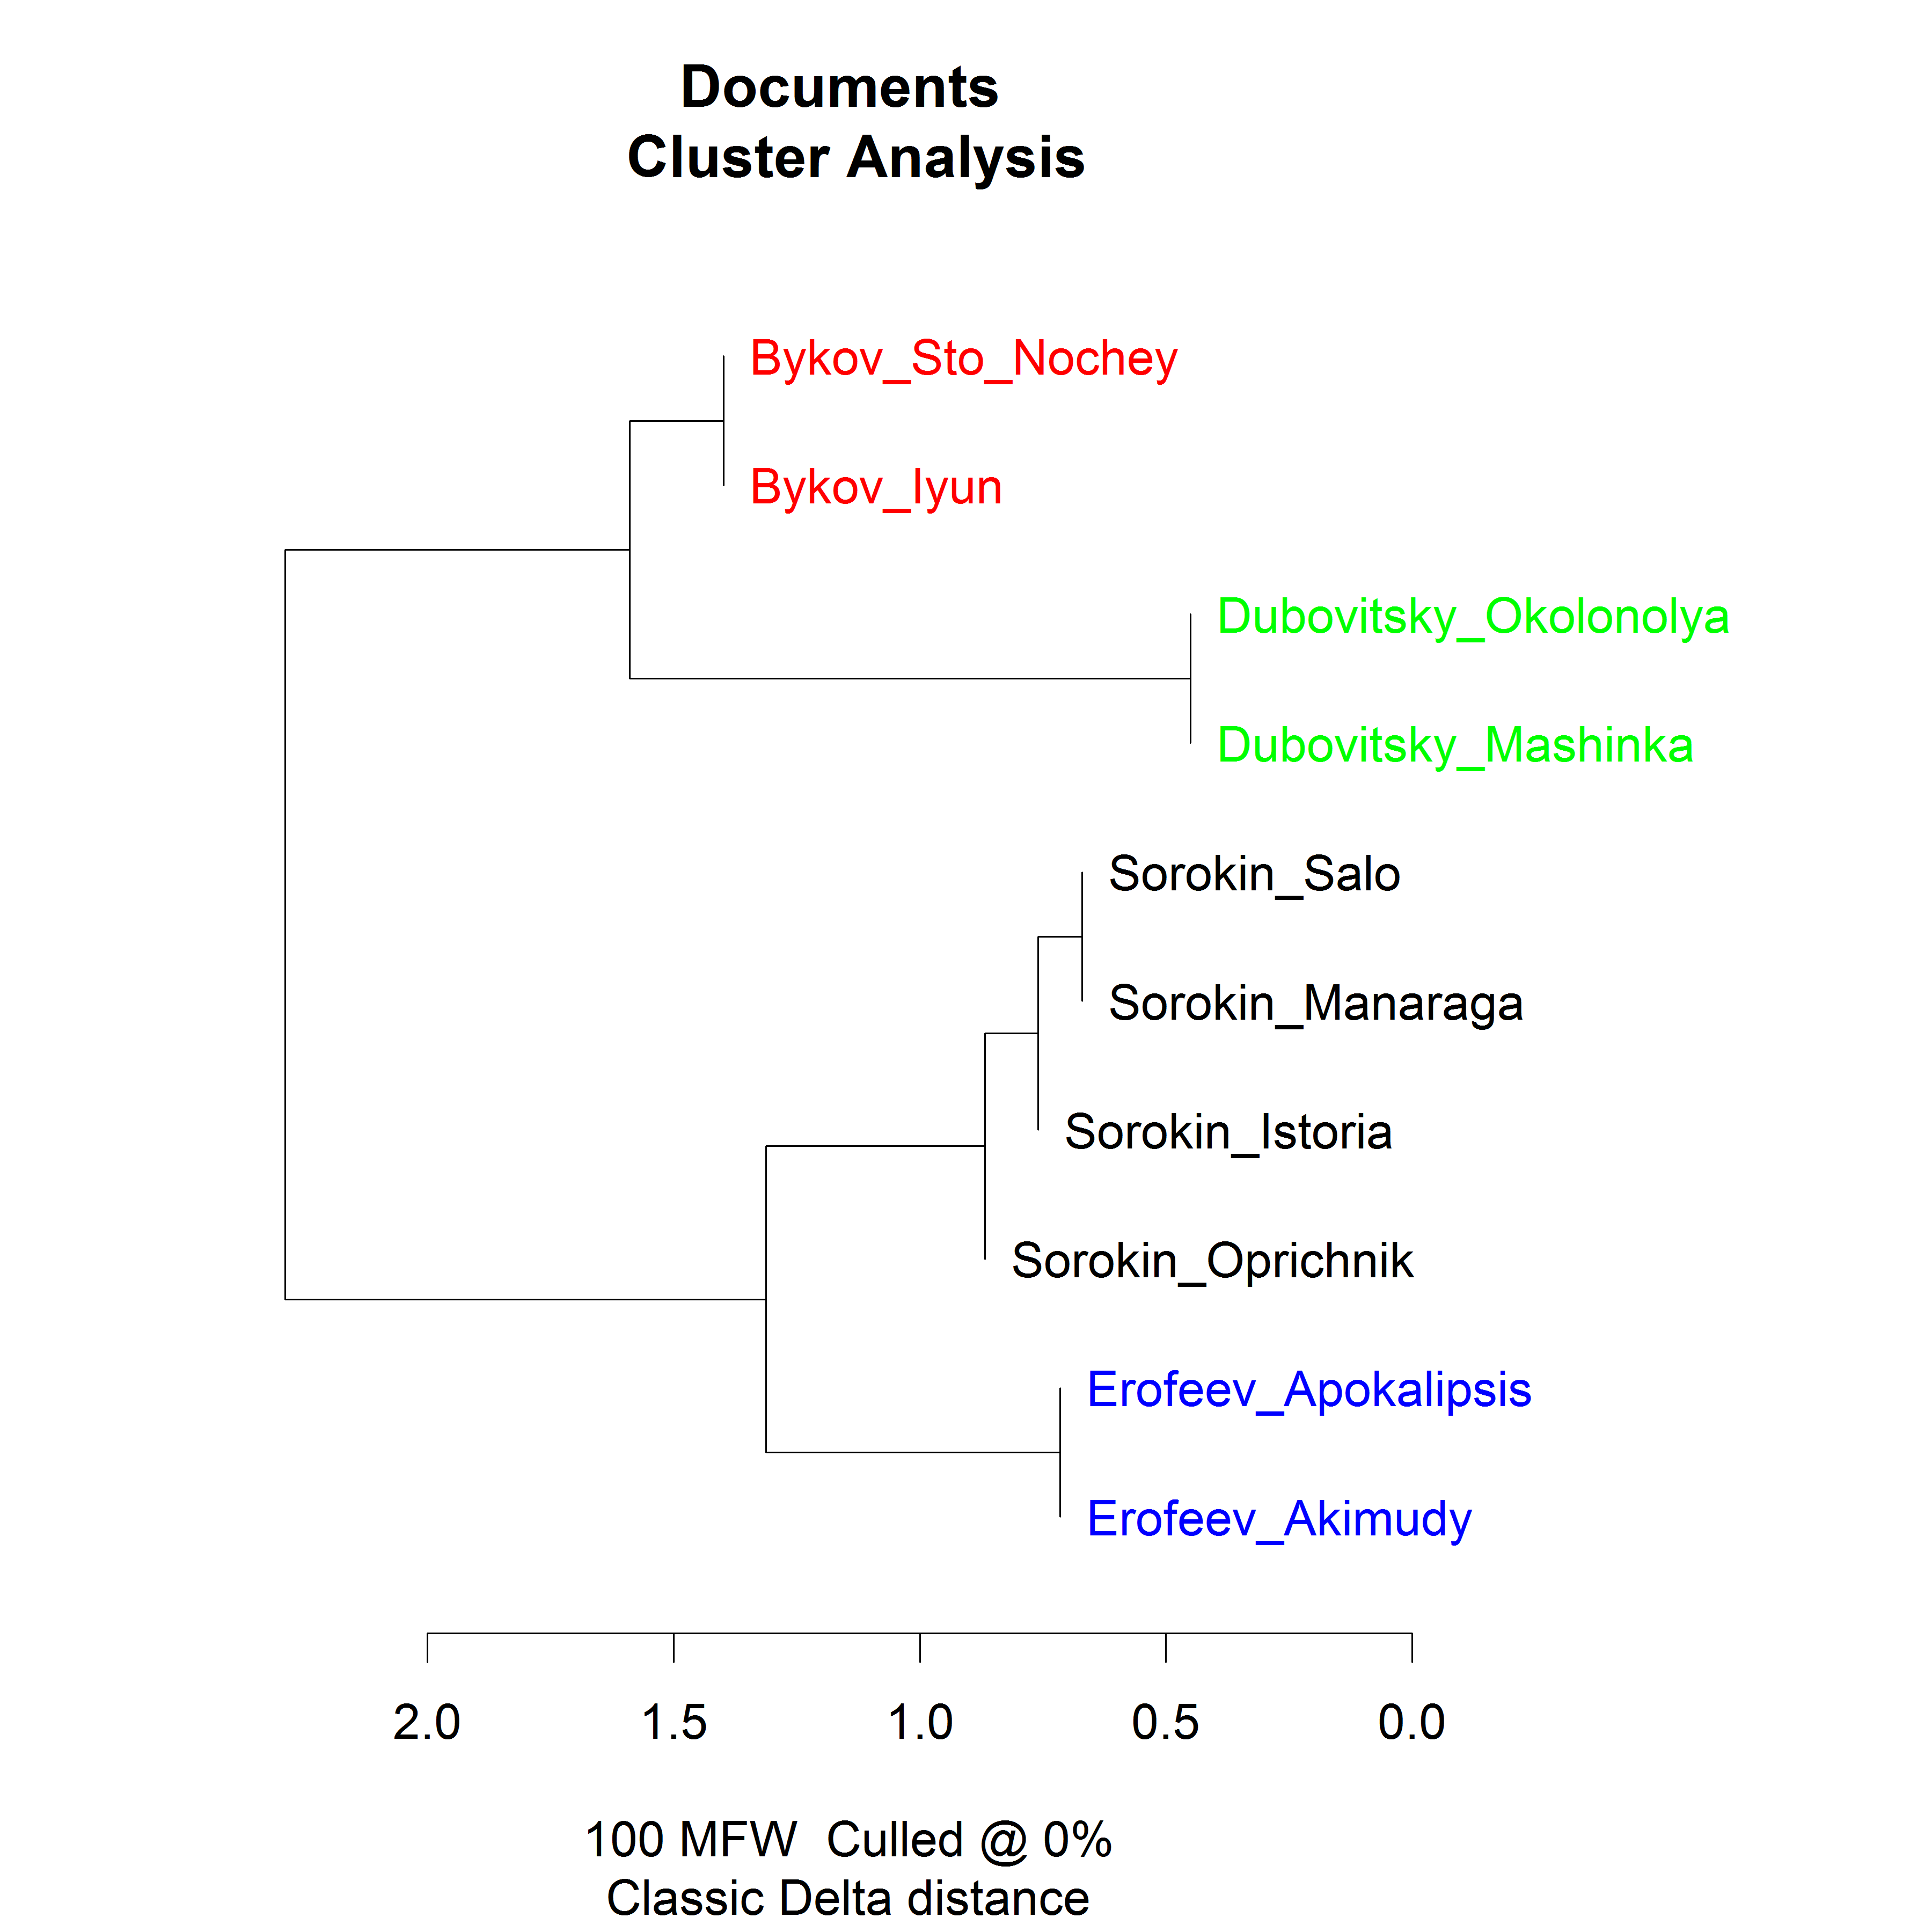 Documents
Cluster Analysis
Bykov_Sto_Nochey
Bykov_Iyun
Dubovitsky_Okolonolya
Dubovitsky_Mashinka
Sorokin_Salo
Sorokin_Manaraga
Sorokin_Istoria
Sorokin_Oprichnik
Erofeev_Apokalipsis
Erofeev_Akimudy
2.0 1.5 1.0 0.5 0.0
100 MFW  Culled @ 0%
Classic Delta distance